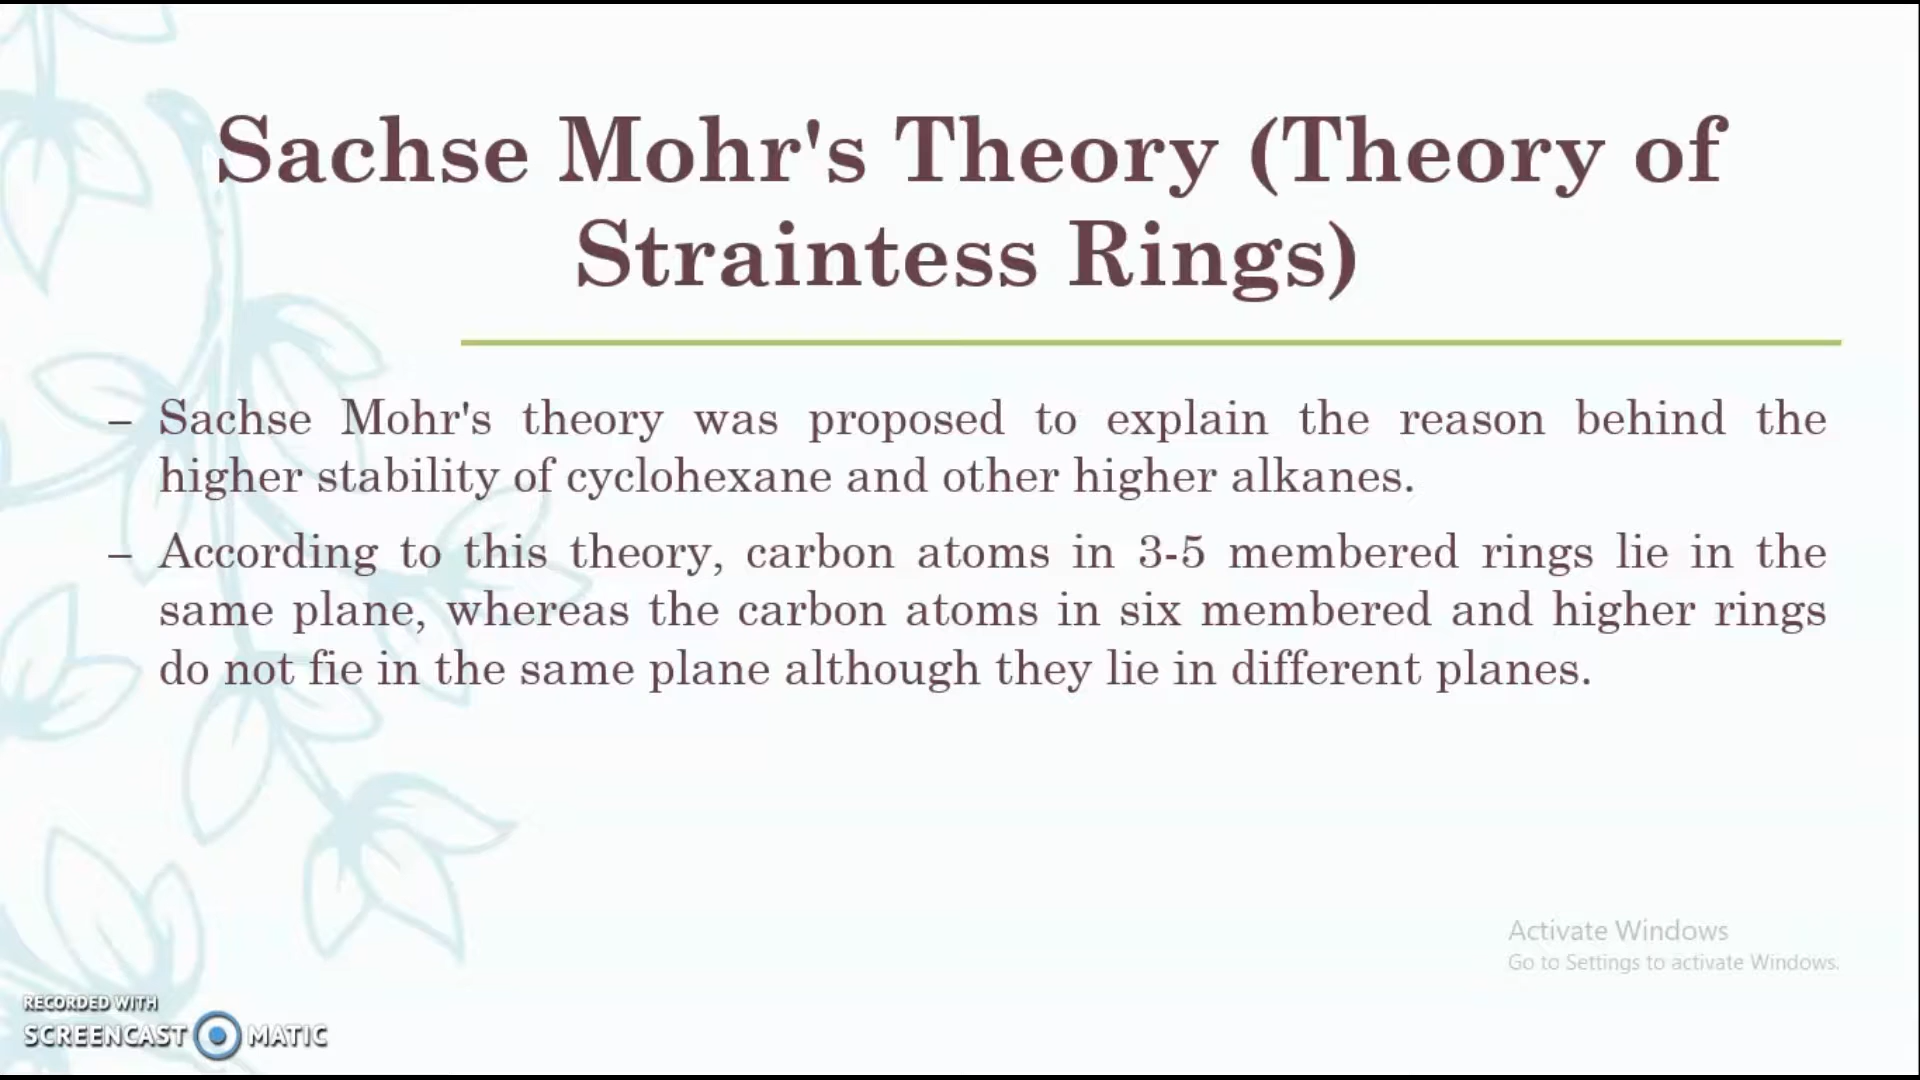 Sachse Mohr's Theory (Theory of
Straintess Rings)
– Sachse Mohr's theory was proposed to explain the reason behind the
higher stability of cyclohexane and other higher alkanes.
– According to this theory, carbon atoms in 3-5 membered rings lie in the
same plane, whereas the carbon atoms in six membered and higher rings
do not fie in the same plane although they lie in different planes.
Activate Windows
Go to Settings to activate Windows.
RECORDED WITH
SCREENCAST MATIC